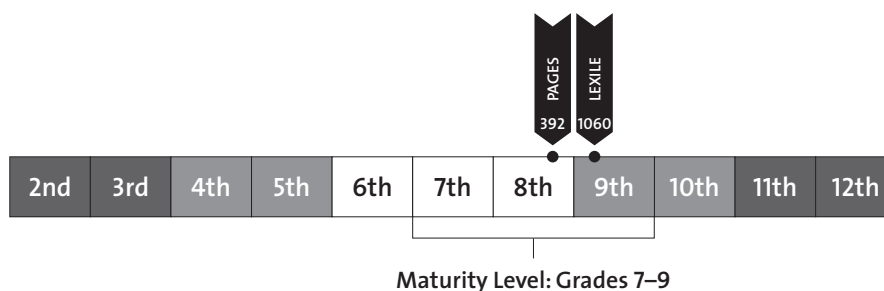 PAGES
392
LEXILE
1060
2nd 3rd 4th 5th 6th 7th 8th 9th 10th 11th 12th
Maturity Level: Grades 7–9